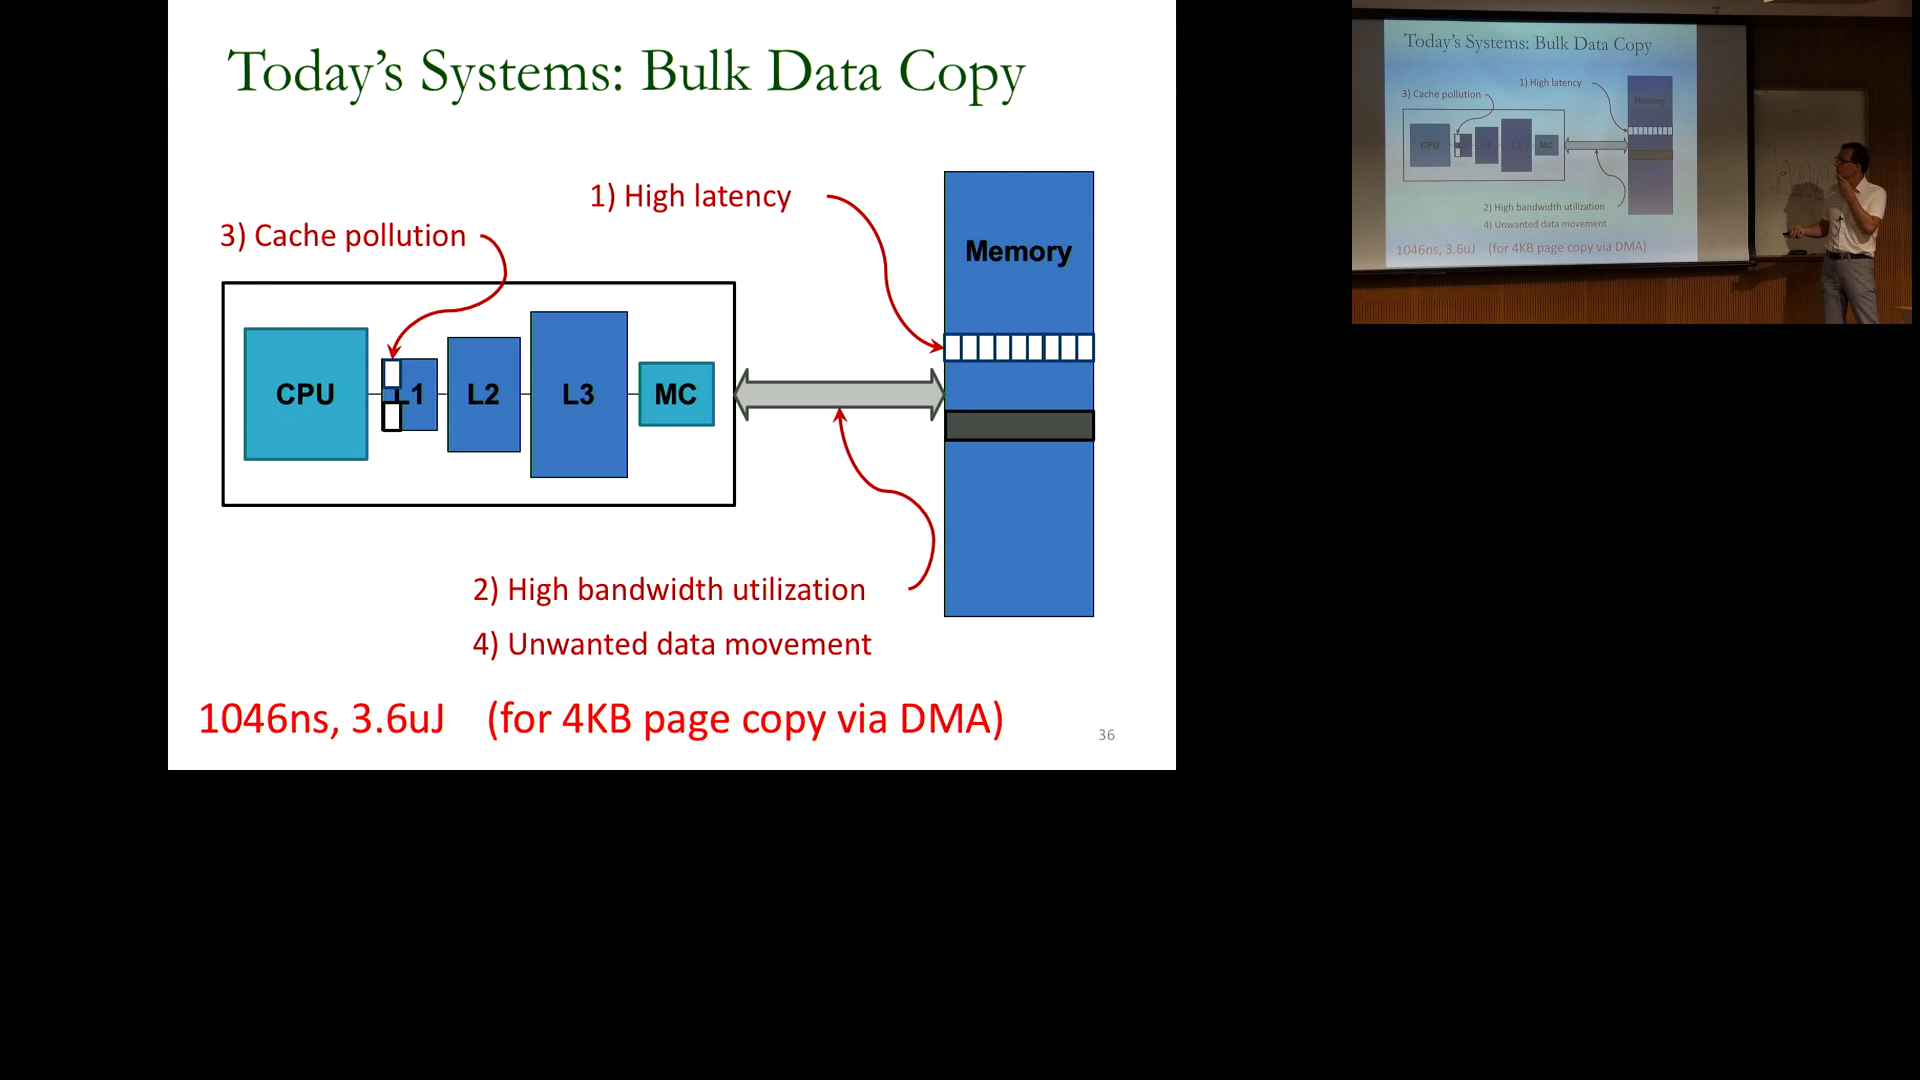 Today's Systems: Bulk Data Copy
1) High latency
3) Cache pollution
Memory
CPU
L1
L2
L3
MC
2) High bandwidth utilization
4) Unwanted data movement
1046ns, 3.6uJ (for 4KB page copy via DMA)
36
Today's Systems: Bulk Data Copy
1) High latency
3) Cache pollution
Memory
CPU
MC
2) High bandwidth utilization
4) Unwanted data movement
1046ns, 3.6uJ (for 4KB page copy via DMA)